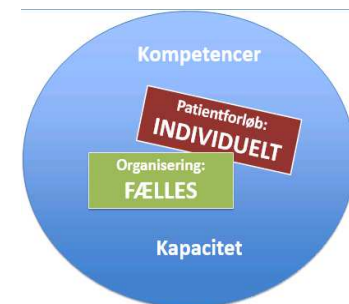 Kompetencer
Patientforløb:
INDIVIDUELT
Organisering:
FÆLLES
Kapacitet